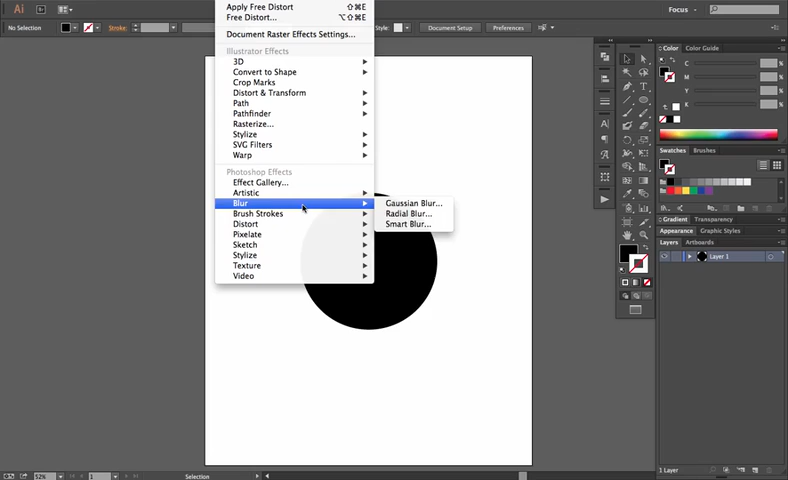 Apply Free Distort ⇧⌘E
Free Distort... ⌥⇧⌘E
Document Raster Effects Settings...
Illustrator Effects
3D
Convert to Shape
Crop Marks
Distort & Transform
Path
Pathfinder
Rasterize...
Stylize
SVG Filters
Warp
Photoshop Effects
Effect Gallery...
Artistic
Blur
Brush Strokes
Distort
Pixelate
Sketch
Stylize
Texture
Video
Gaussian Blur...
Radial Blur...
Smart Blur...
Ai Br
Focus
No Selection
Stroke:
Style:
Document Setup
Preferences
Color Color Guide
C
M
Y
K
Swatches Brushes
Gradient Transparency
Appearance Graphic Styles
Layers Artboards
Layer 1
1 Layer
1
Selection